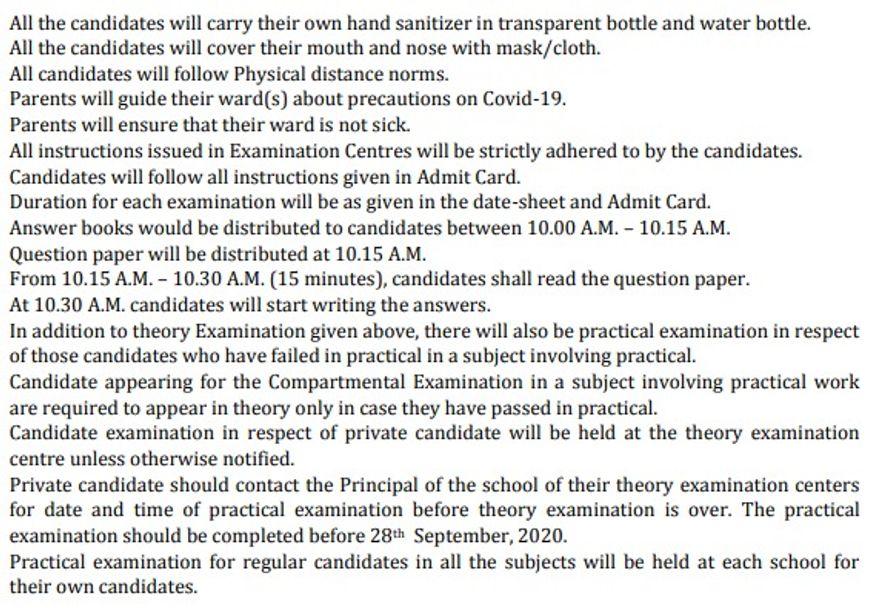 All the candidates will carry their own hand sanitizer in transparent bottle and water bottle.
All the candidates will cover their mouth and nose with mask/cloth.
All candidates will follow Physical distance norms.
Parents will guide their ward(s) about precautions on Covid-19.
Parents will ensure that their ward is not sick.
All instructions issued in Examination Centres will be strictly adhered to by the candidates.
Candidates will follow all instructions given in Admit Card.
Duration for each examination will be as given in the date-sheet and Admit Card.
Answer books would be distributed to candidates between 10.00 A.M. – 10.15 A.M.
Question paper will be distributed at 10.15 A.M.
From 10.15 A.M. – 10.30 A.M. (15 minutes), candidates shall read the question paper.
At 10.30 A.M. candidates will start writing the answers.
In addition to theory Examination given above, there will also be practical examination in respect
of those candidates who have failed in practical in a subject involving practical.
Candidate appearing for the Compartmental Examination in a subject involving practical work
are required to appear in theory only in case they have passed in practical.
Candidate examination in respect of private candidate will be held at the theory examination
centre unless otherwise notified.
Private candidate should contact the Principal of the school of their theory examination centers
for date and time of practical examination before theory examination is over. The practical
examination should be completed before 28th September, 2020.
Practical examination for regular candidates in all the subjects will be held at each school for
their own candidates.